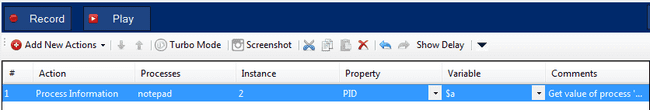 Record Play
Add New Actions Turbo Mode Screenshot Show Delay
# Action Processes Instance Property Variable Comments
1 Process Information notepad 2 PID $a Get value of process '...